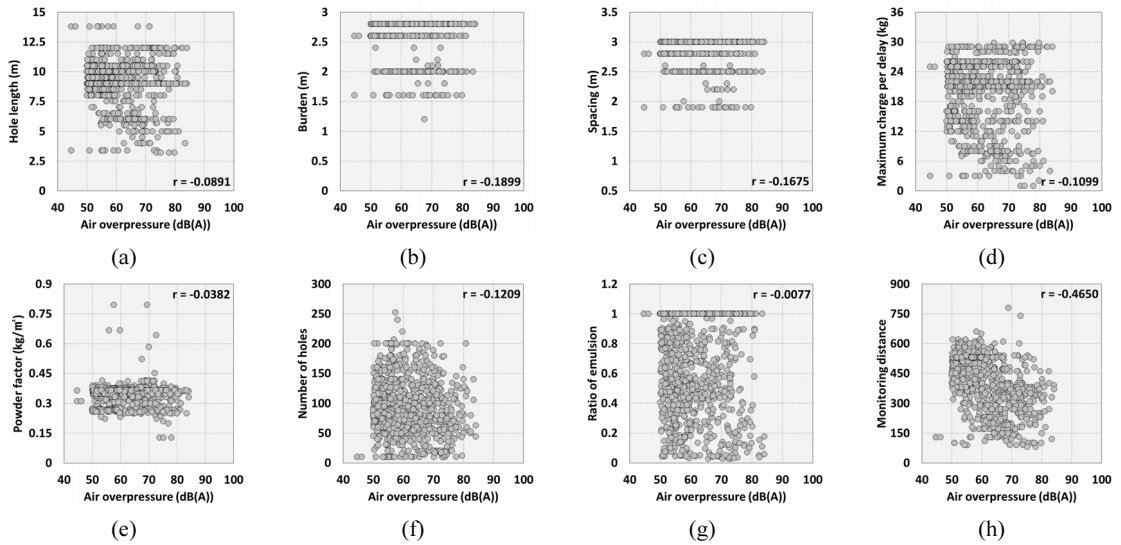 15
12.5
10
7.5
5
2.5
0
Hole length (m)
r = -0.0891
40 50 60 70 80 90 100
Air overpressure (dB(A))
(a)
3
2.5
2
1.5
1
0.5
0
Burden (m)
r = -0.1899
40 50 60 70 80 90 100
Air overpressure (dB(A))
(b)
3.5
3
2.5
2
1.5
1
0.5
Spacing (m)
r = -0.1675
40 50 60 70 80 90 100
Air overpressure (dB(A))
(c)
36
30
24
18
12
6
0
Maximum charge per delay (kg)
r = -0.1099
40 50 60 70 80 90 100
Air overpressure (dB(A))
(d)
0.9
0.75
0.6
0.45
0.3
0.15
0
Powder factor (kg/㎥)
r = -0.0382
40 50 60 70 80 90 100
Air overpressure (dB(A))
(e)
300
250
200
150
100
50
0
Number of holes
r = -0.1209
40 50 60 70 80 90 100
Air overpressure (dB(A))
(f)
1.2
1
0.8
0.6
0.4
0.2
0
Ratio of emulsion
r = -0.0077
40 50 60 70 80 90 100
Air overpressure (dB(A))
(g)
900
750
600
450
300
150
0
Monitoring distance
r = -0.4650
40 50 60 70 80 90 100
Air overpressure (dB(A))
(h)